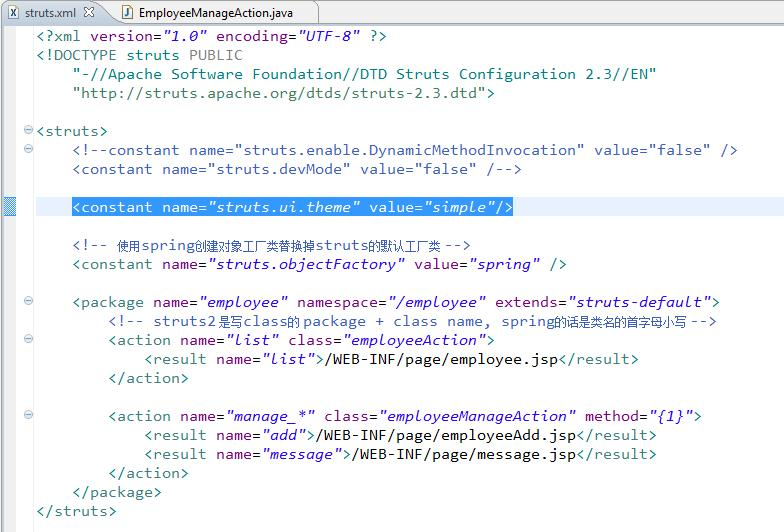 struts.xml EmployeeManageAction.java
<?xml version="1.0" encoding="UTF-8" ?>
<!DOCTYPE struts PUBLIC
"-//Apache Software Foundation//DTD Struts Configuration 2.3//EN"
"http://struts.apache.org/dtds/struts-2.3.dtd">
<struts>
<!--constant name="struts.enable.DynamicMethodInvocation" value="false" />
<constant name="struts.devMode" value="false" /-->
<constant name="struts.ui.theme" value="simple"/>
<!-- 使用spring创建对象工厂类替换掉struts的默认工厂类 -->
<constant name="struts.objectFactory" value="spring" />
<package name="employee" namespace="/employee" extends="struts-default">
<!-- struts2是写class的 package + class name, spring的话是类名的首字母小写 -->
<action name="list" class="employeeAction">
<result name="list">/WEB-INF/page/employee.jsp</result>
</action>
<action name="manage_*" class="employeeManageAction" method="{1}">
<result name="add">/WEB-INF/page/employeeAdd.jsp</result>
<result name="message">/WEB-INF/page/message.jsp</result>
</action>
</package>
</struts>